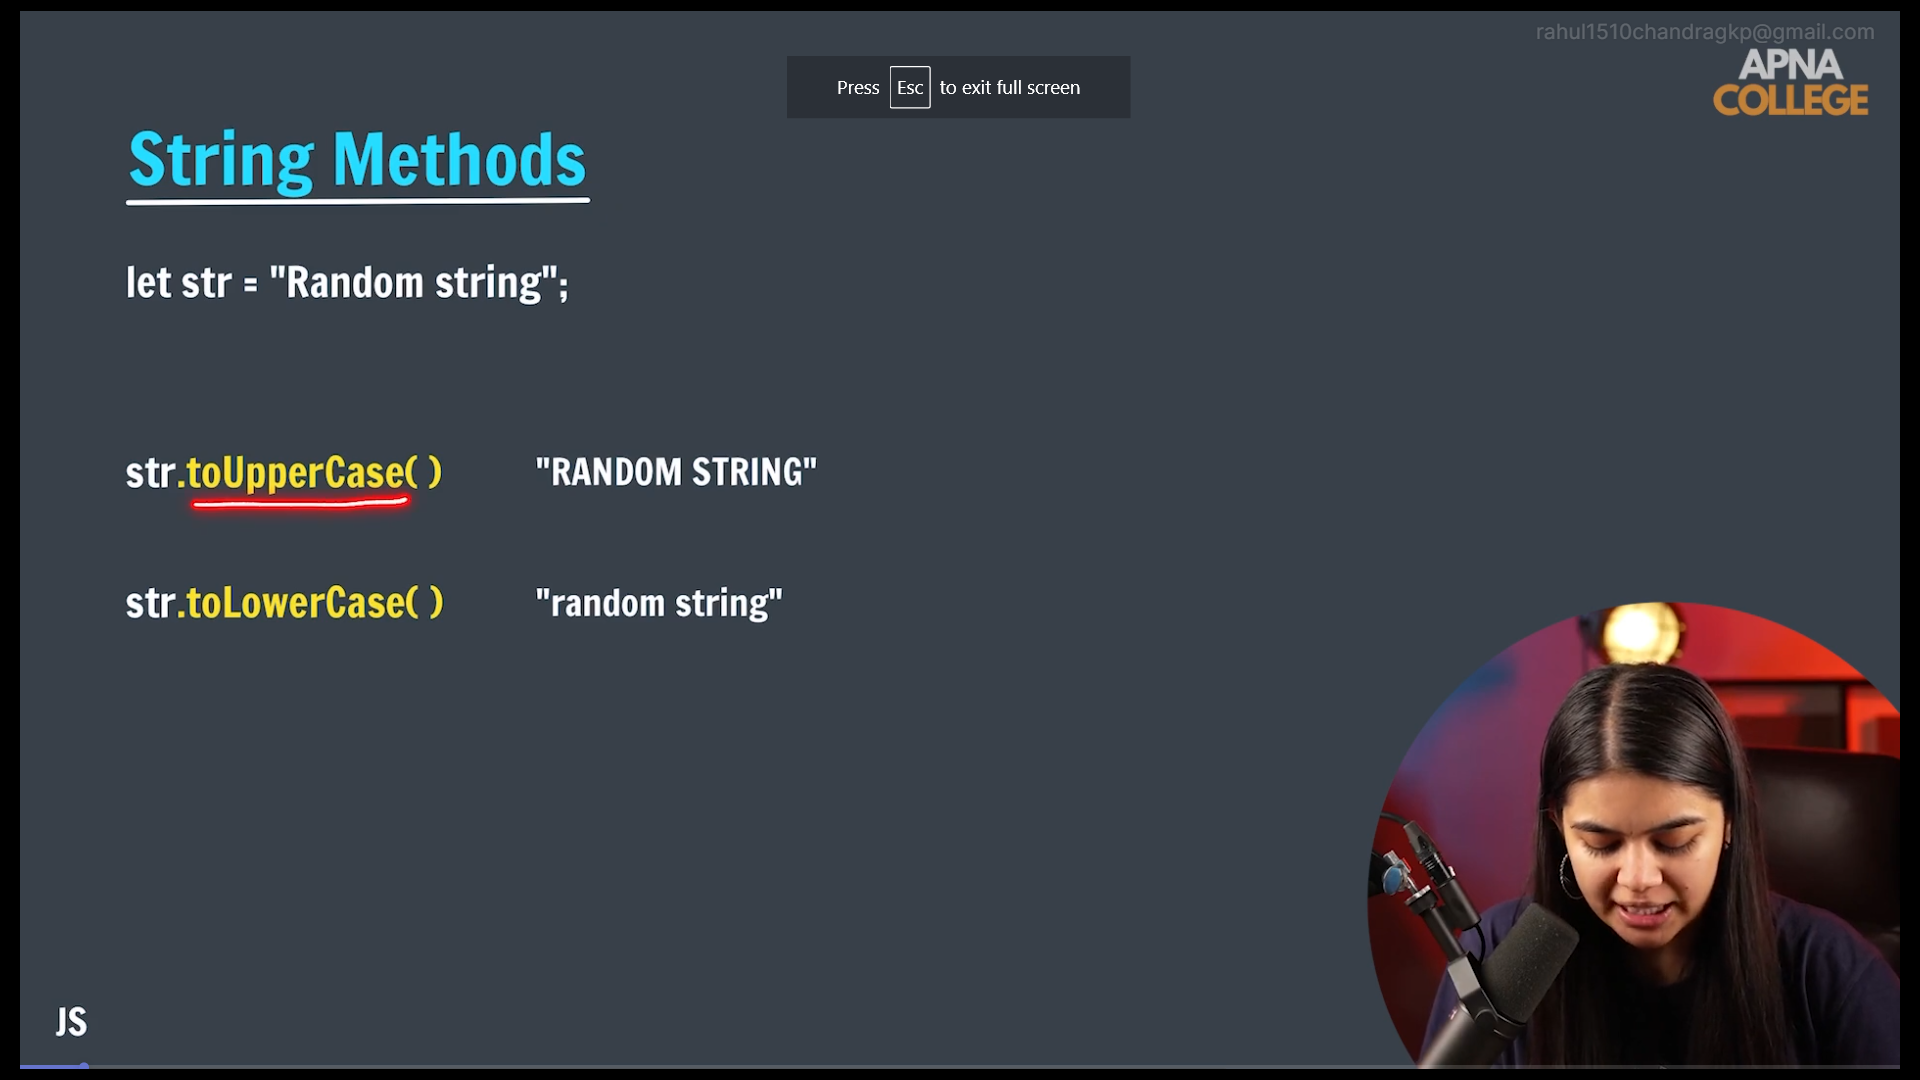 rahul1510chandragkp@gmail.com
APNA
COLLEGE
Press Esc to exit full screen
String Methods
let str = "Random string";
str.toUpperCase( ) "RANDOM STRING"
str.toLowerCase( ) "random string"
JS